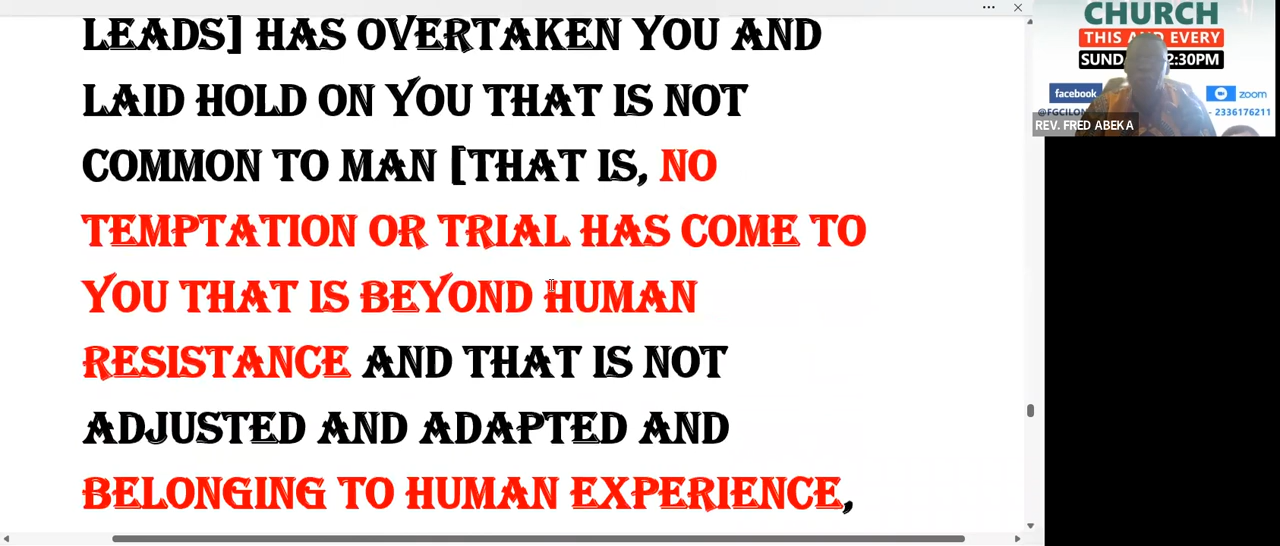 LEADS] HAS OVERTAKEN YOU AND
LAID HOLD ON YOU THAT IS NOT
COMMON TO MAN [THAT IS, NO
TEMPTATION OR TRIAL HAS COME TO
YOU THAT IS BEYOND HUMAN
RESISTANCE AND THAT IS NOT
ADJUSTED AND ADAPTED AND
BELONGING TO HUMAN EXPERIENCE,
CHURCH
THIS AND EVERY
:30PM
facebook
zoom
- 2336176211
REV. FRED ABEKA